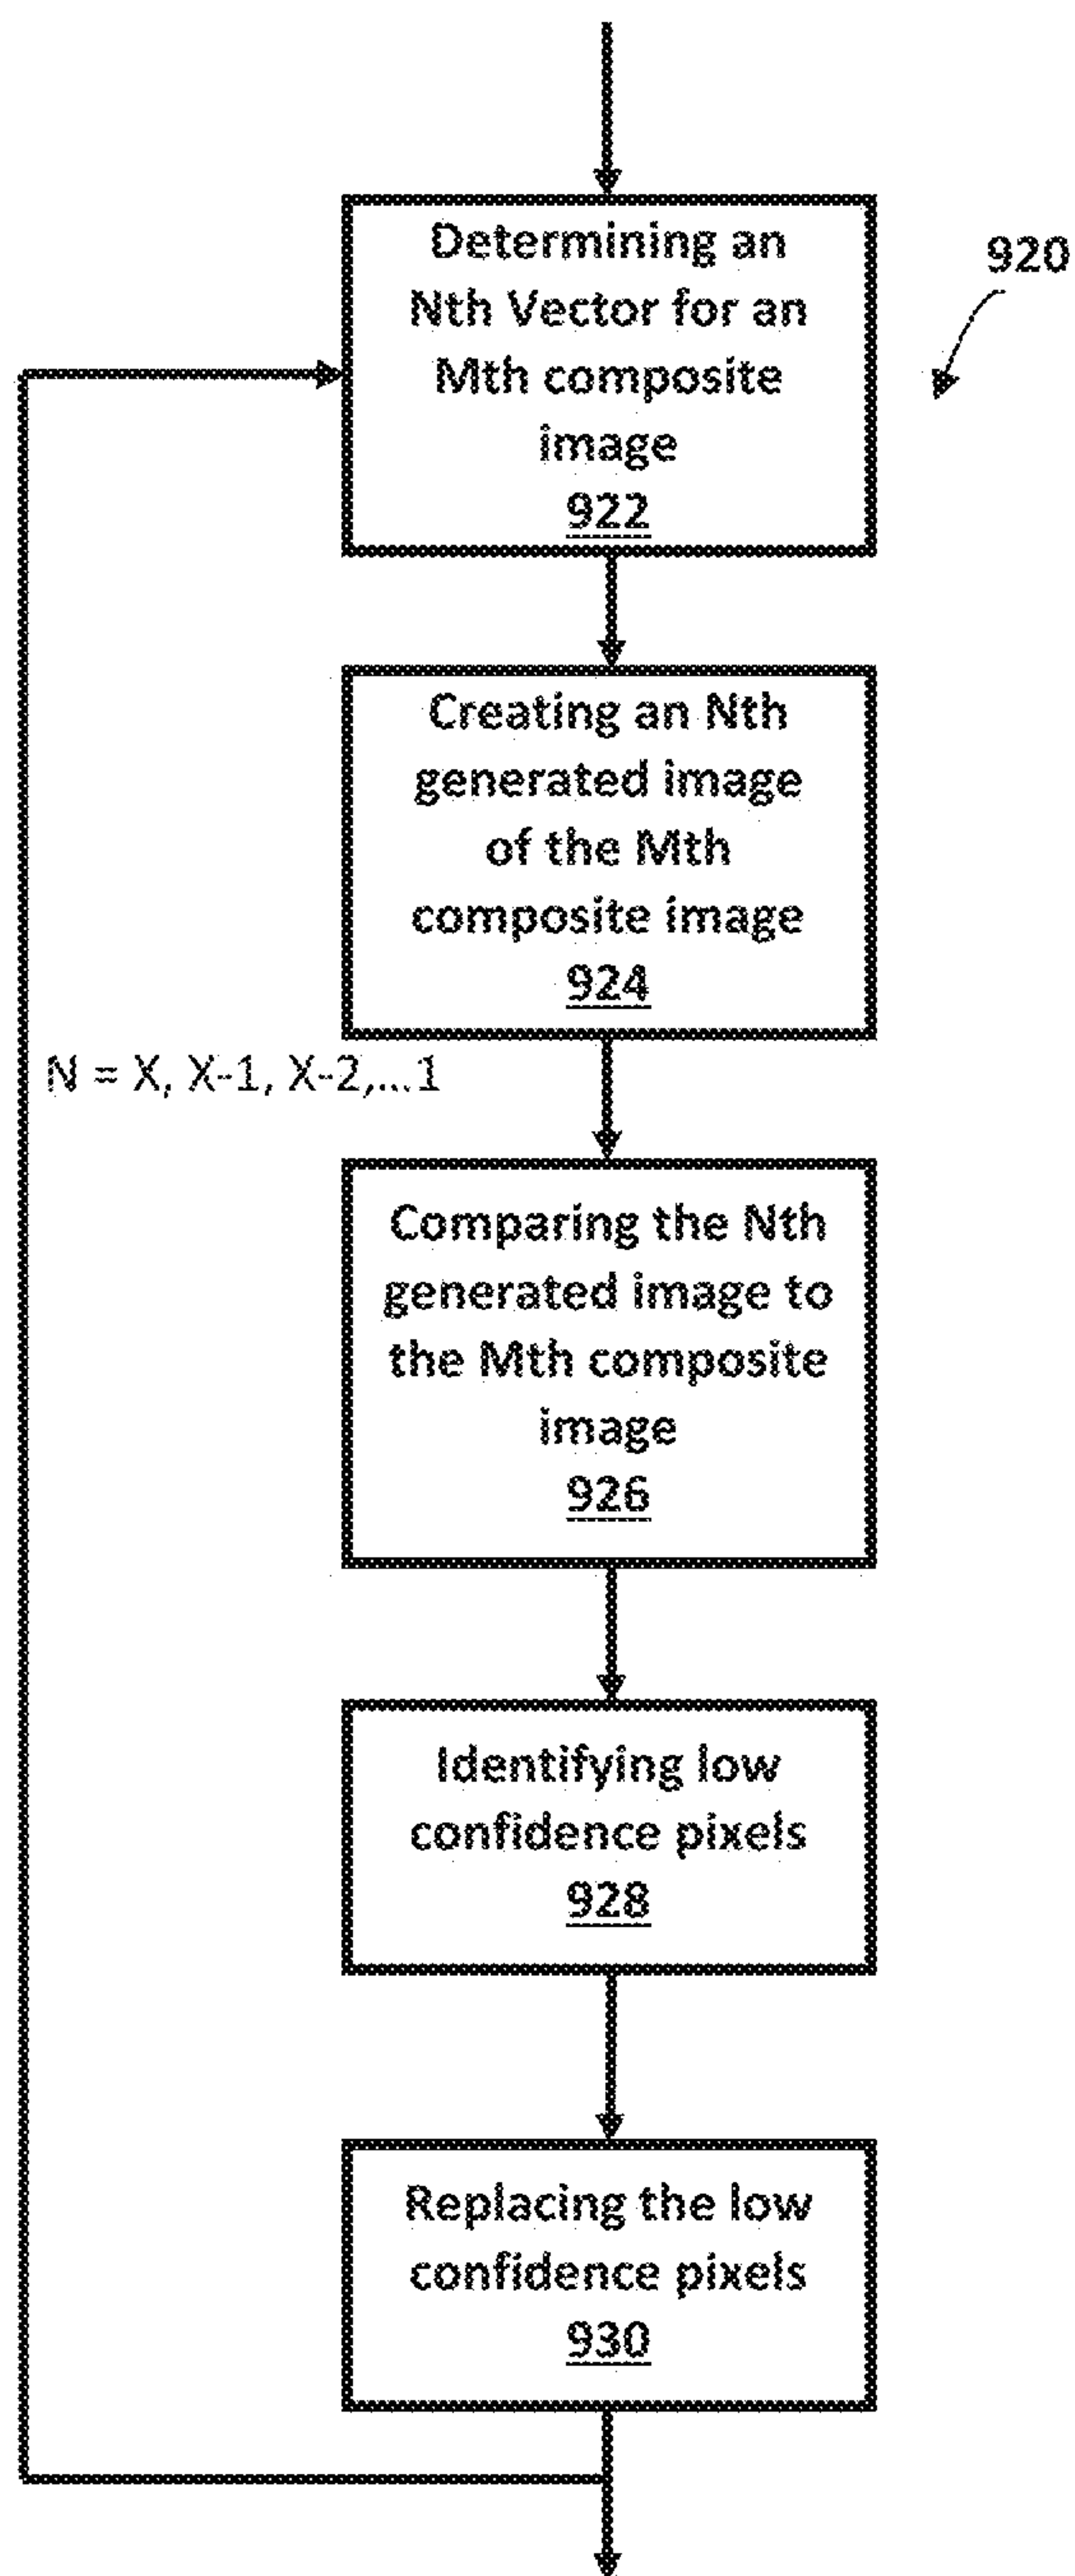 Determining an
Nth Vector for an
Mth composite
image
922
920
Creating an Nth
generated image
of the Mth
composite image
924
N = X, X-1, X-2,...1
Comparing the Nth
generated image to
the Mth composite
image
926
Identifying low
confidence pixels
928
Replacing the low
confidence pixels
930